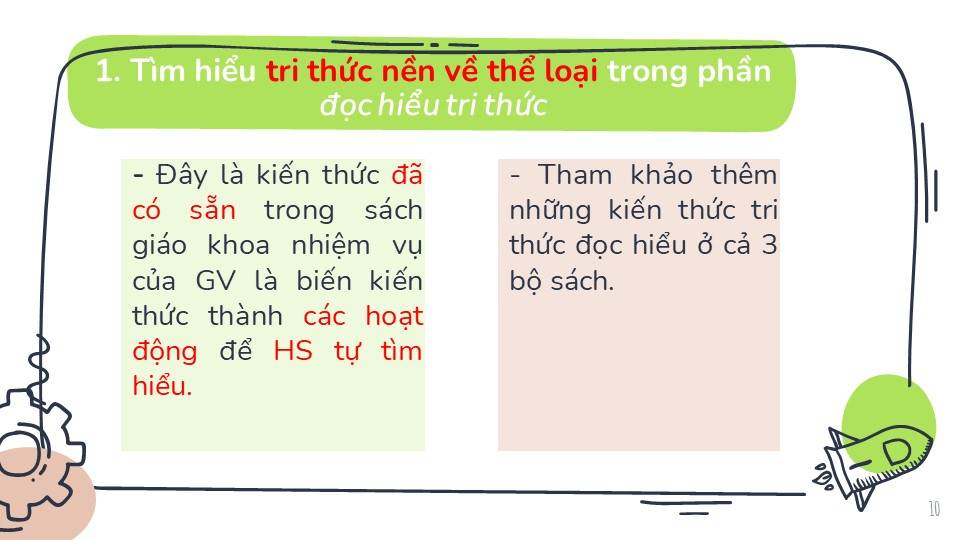 1. Tìm hiểu tri thức nền về thể loại trong phần
đọc hiểu tri thức
- Đây là kiến thức đã
có sẵn trong sách
giáo khoa nhiệm vụ
của GV là biến kiến
thức thành các hoạt
động để HS tự tìm
hiểu.
- Tham khảo thêm
những kiến thức tri
thức đọc hiểu ở cả 3
bộ sách.
10